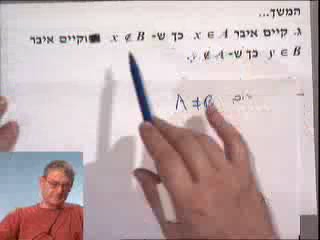 המשך...
ג. קיים איבר x ∈ A כך ש- x ∉ B וקיים איבר
y ∈ B כך ש- y ∉ A.
A ≠ B